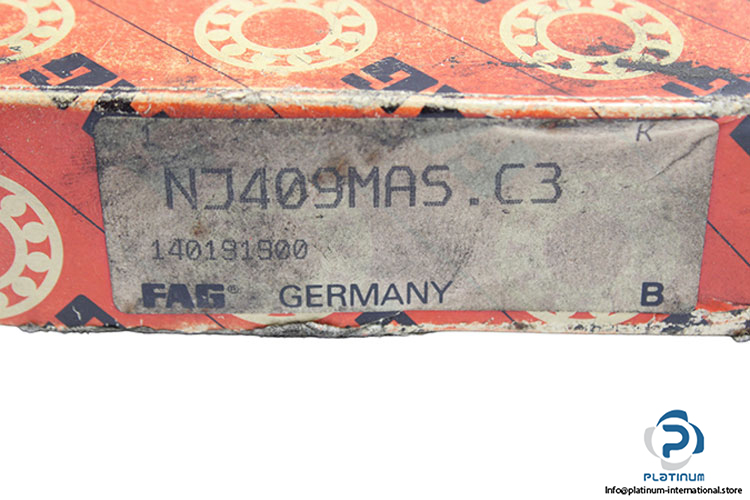 I K
NJ409MAS.C3
140191900
FAG® GERMANY B
PLATINUM
Info@platinum-international.store